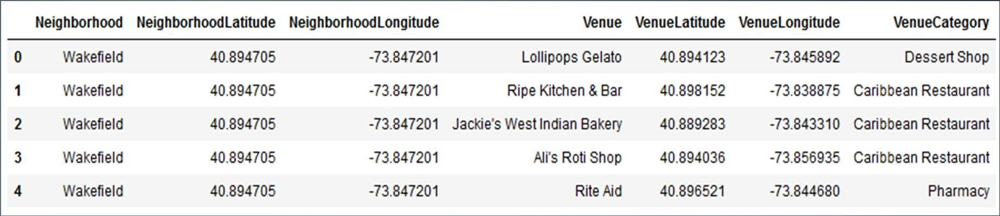 Neighborhood NeighborhoodLatitude NeighborhoodLongitude Venue VenueLatitude VenueLongitude VenueCategory
0 Wakefield 40.894705 -73.847201 Lollipops Gelato 40.894123 -73.845892 Dessert Shop
1 Wakefield 40.894705 -73.847201 Ripe Kitchen & Bar 40.898152 -73.838875 Caribbean Restaurant
2 Wakefield 40.894705 -73.847201 Jackie's West Indian Bakery 40.889283 -73.843310 Caribbean Restaurant
3 Wakefield 40.894705 -73.847201 Ali's Roti Shop 40.894036 -73.856935 Caribbean Restaurant
4 Wakefield 40.894705 -73.847201 Rite Aid 40.896521 -73.844680 Pharmacy